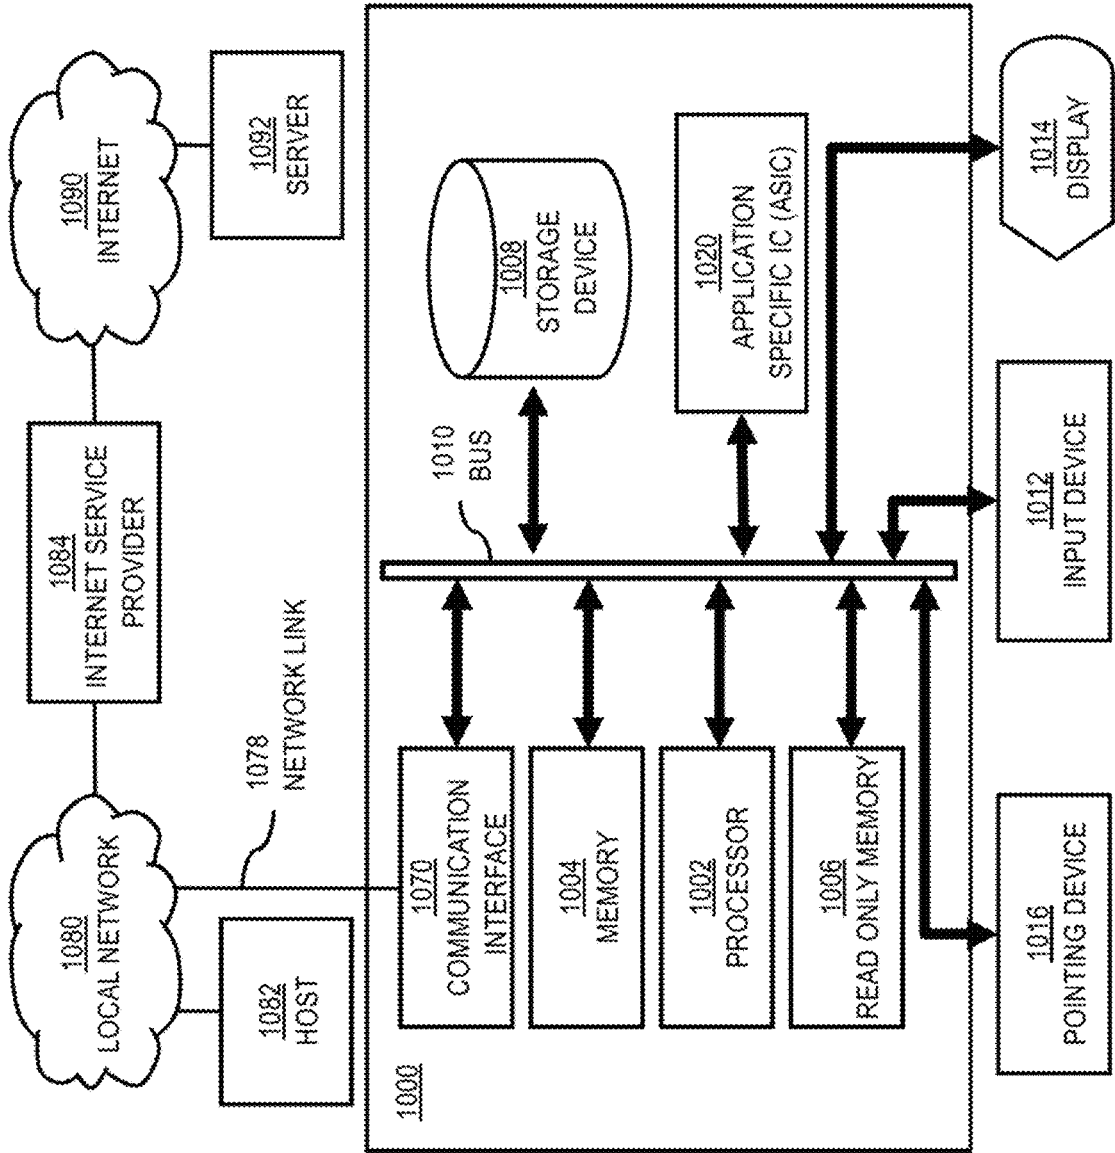 1080
LOCAL NETWORK
1084
INTERNET SERVICE
PROVIDER
1090
INTERNET
1082
HOST
1078
NETWORK LINK
1092
SERVER
1000
1070
COMMUNICATION
INTERFACE
1010
BUS
1008
STORAGE
DEVICE
1004
MEMORY
1002
PROCESSOR
1020
APPLICATION
SPECIFIC IC (ASIC)
1006
READ ONLY MEMORY
1016
POINTING DEVICE
1012
INPUT DEVICE
1014
DISPLAY